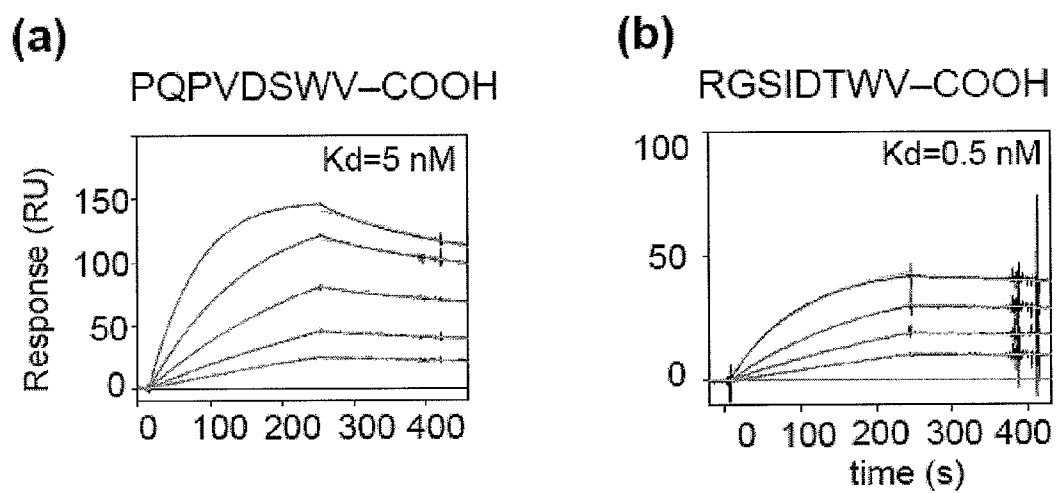 (a)
PQPVDSWV–COOH
Kd=5 nM
Response (RU)
150
100
50
0
0 100 200 300 400
(b)
RGSIDTWV–COOH
Kd=0.5 nM
100
50
0
0 100 200 300 400
time (s)